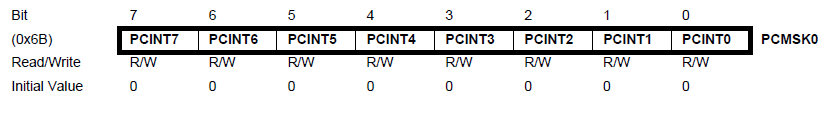 Bit 7 6 5 4 3 2 1 0
(0x6B) PCINT7 PCINT6 PCINT5 PCINT4 PCINT3 PCINT2 PCINT1 PCINT0 PCMSK0
Read/Write R/W R/W R/W R/W R/W R/W R/W R/W
Initial Value 0 0 0 0 0 0 0 0